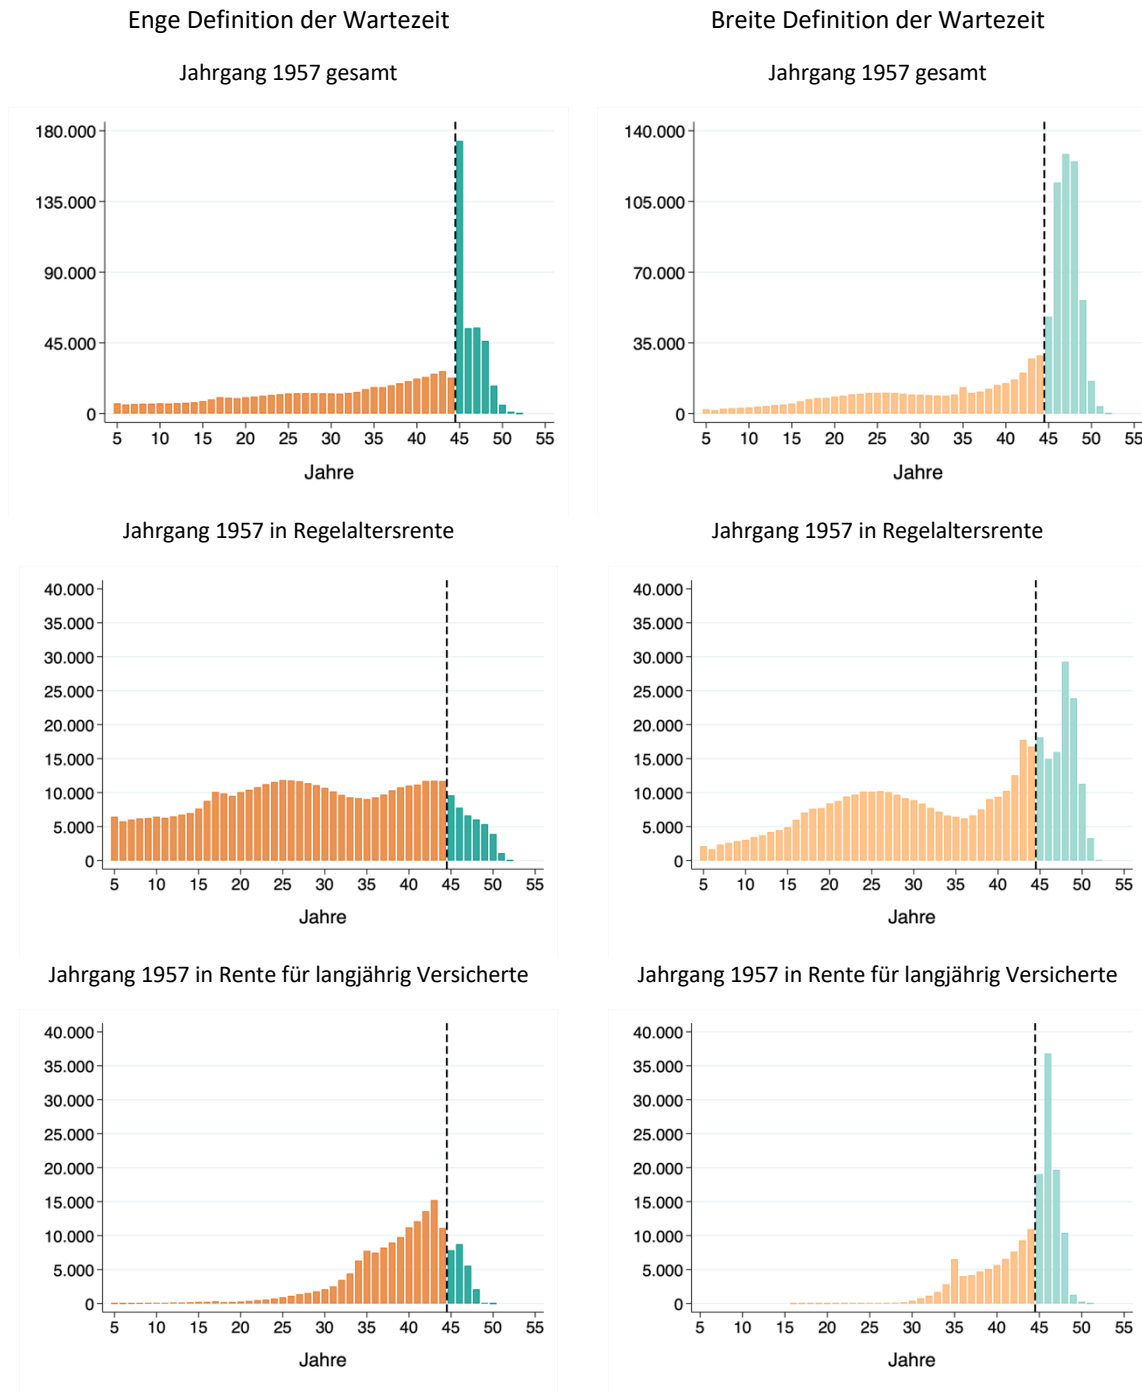 Enge Definition der Wartezeit
Breite Definition der Wartezeit
Jahrgang 1957 gesamt
Jahrgang 1957 gesamt
180.000
135.000
90.000
45.000
0
5 10 15 20 25 30 35 40 45 50 55
Jahre
140.000
105.000
70.000
35.000
0
5 10 15 20 25 30 35 40 45 50 55
Jahre
Jahrgang 1957 in Regelaltersrente
Jahrgang 1957 in Regelaltersrente
40.000
35.000
30.000
25.000
20.000
15.000
10.000
5.000
0
5 10 15 20 25 30 35 40 45 50 55
Jahre
40.000
35.000
30.000
25.000
20.000
15.000
10.000
5.000
0
5 10 15 20 25 30 35 40 45 50 55
Jahre
Jahrgang 1957 in Rente für langjährig Versicherte
Jahrgang 1957 in Rente für langjährig Versicherte
40.000
35.000
30.000
25.000
20.000
15.000
10.000
5.000
0
5 10 15 20 25 30 35 40 45 50 55
Jahre
40.000
35.000
30.000
25.000
20.000
15.000
10.000
5.000
0
5 10 15 20 25 30 35 40 45 50 55
Jahre